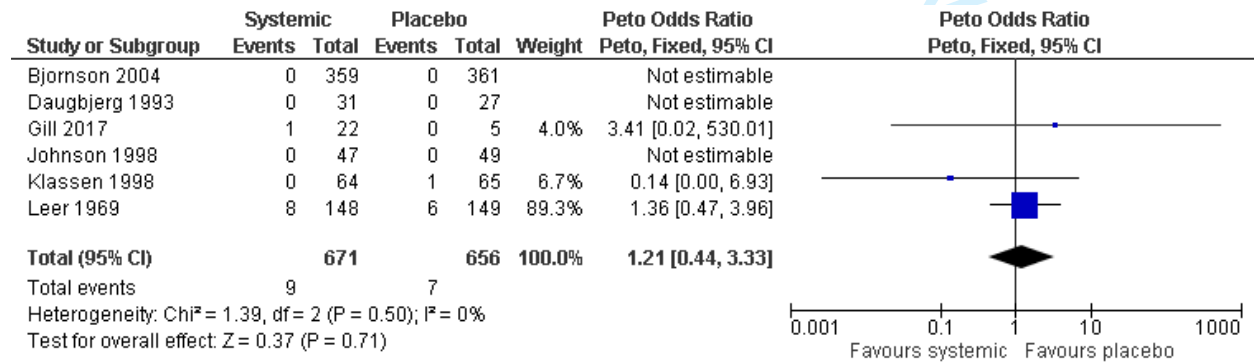 Systemic Placebo Peto Odds Ratio Peto Odds Ratio
Study or Subgroup Events Total Events Total Weight Peto, Fixed, 95% CI Peto, Fixed, 95% CI
Bjornson 2004 0 359 0 361 Not estimable
Daugbjerg 1993 0 31 0 27 Not estimable
Gill 2017 1 22 0 5 4.0% 3.41 [0.02, 530.01]
Johnson 1998 0 47 0 49 Not estimable
Klassen 1998 0 64 1 65 6.7% 0.14 [0.00, 6.93]
Leer 1969 8 148 6 149 89.3% 1.36 [0.47, 3.96]
Total (95% CI) 671 656 100.0% 1.21 [0.44, 3.33]
Total events 9 7
Heterogeneity: Chi² = 1.39, df = 2 (P = 0.50); I² = 0%
Test for overall effect: Z = 0.37 (P = 0.71)
0.001 0.1 1 10 1000
Favours systemic Favours placebo